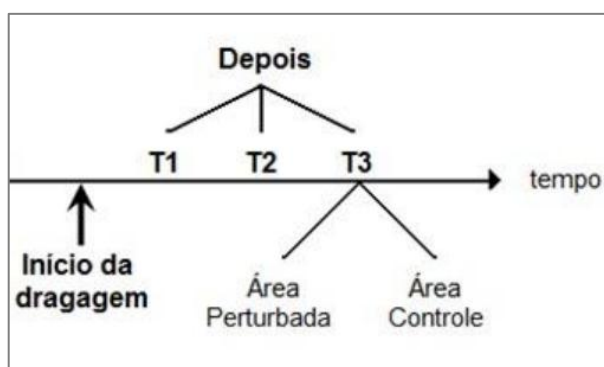 Depois
T1 T2 T3
tempo
Início da
dragagem
Área
Perturbada
Área
Controle